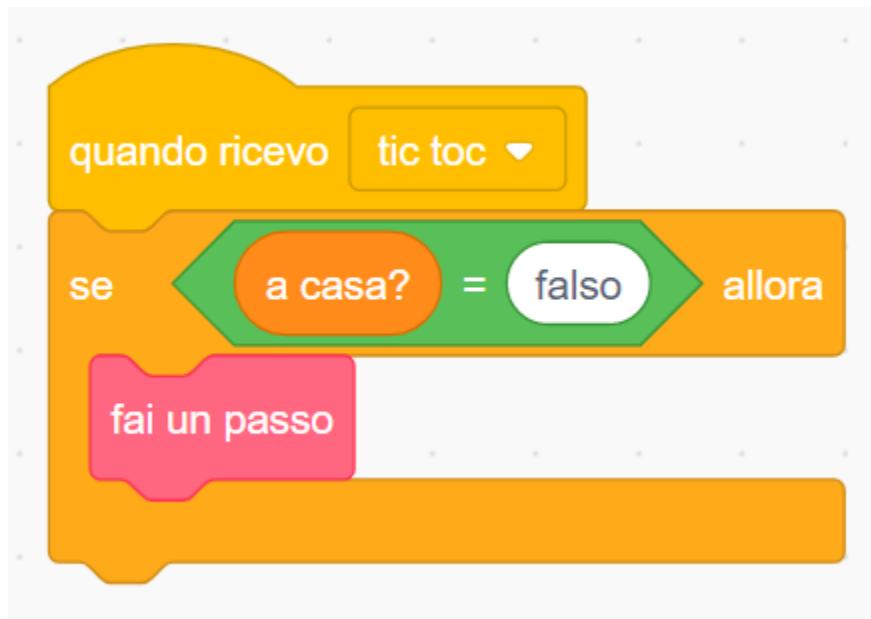 quando ricevo tic toc
se a casa? = falso allora
fai un passo